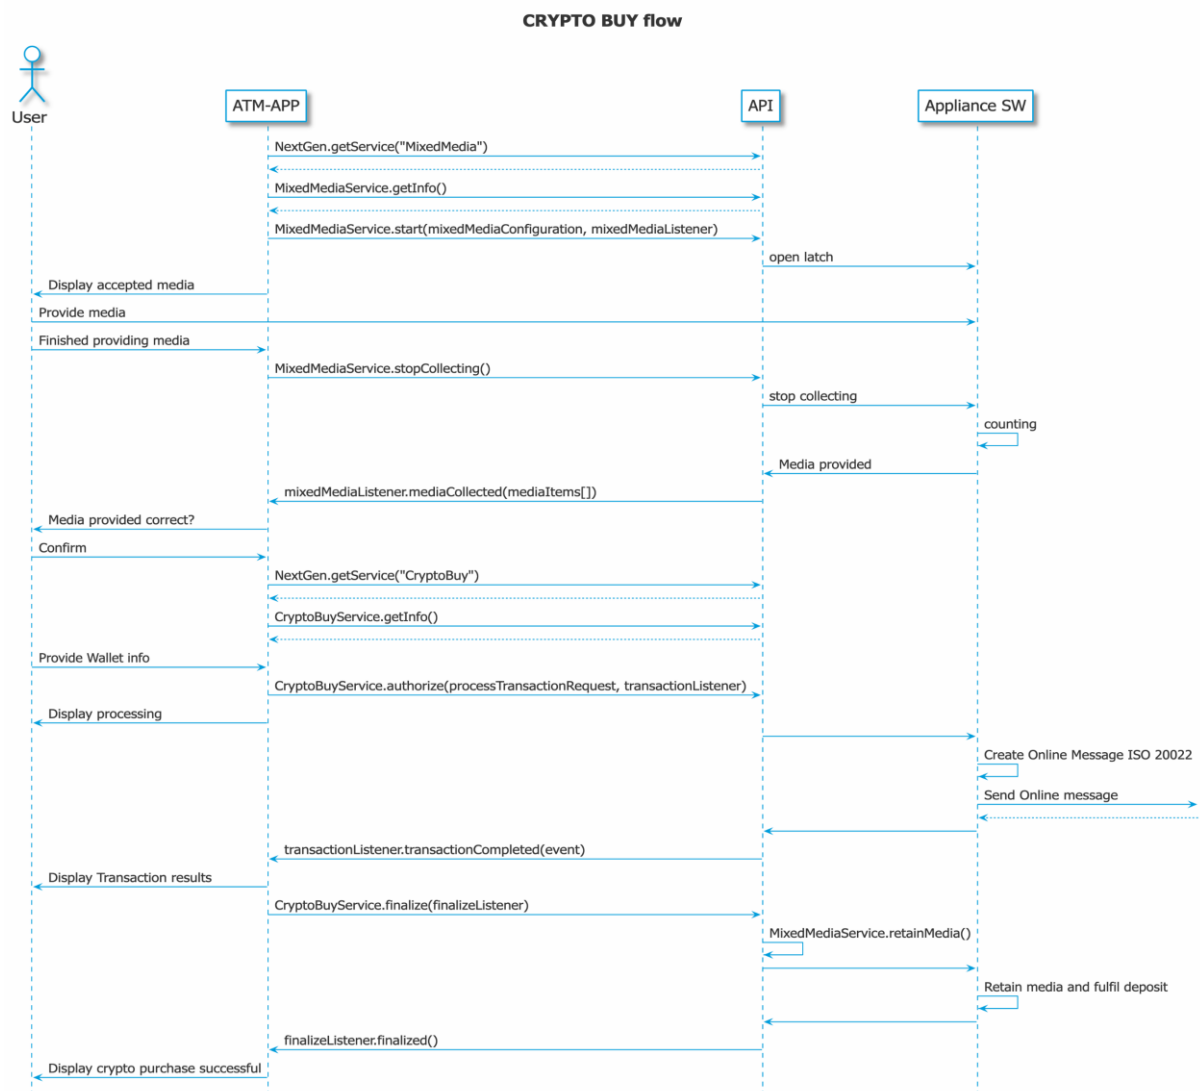 CRYPTO BUY flow
User
ATM-APP
API
Appliance SW
NextGen.getService("MixedMedia")
MixedMediaService.getInfo()
MixedMediaService.start(mixedMediaConfiguration, mixedMediaListener)
open latch
Display accepted media
Provide media
Finished providing media
MixedMediaService.stopCollecting()
stop collecting
counting
Media provided
mixedMediaListener.mediaCollected(mediaItems[])
Media provided correct?
Confirm
NextGen.getService("CryptoBuy")
CryptoBuyService.getInfo()
Provide Wallet info
CryptoBuyService.authorize(processTransactionRequest, transactionListener)
Display processing
Create Online Message ISO 20022
Send Online message
transactionListener.transactionCompleted(event)
Display Transaction results
CryptoBuyService.finalize(finalizeListener)
MixedMediaService.retainMedia()
Retain media and fulfil deposit
finalizeListener.finalized()
Display crypto purchase successful